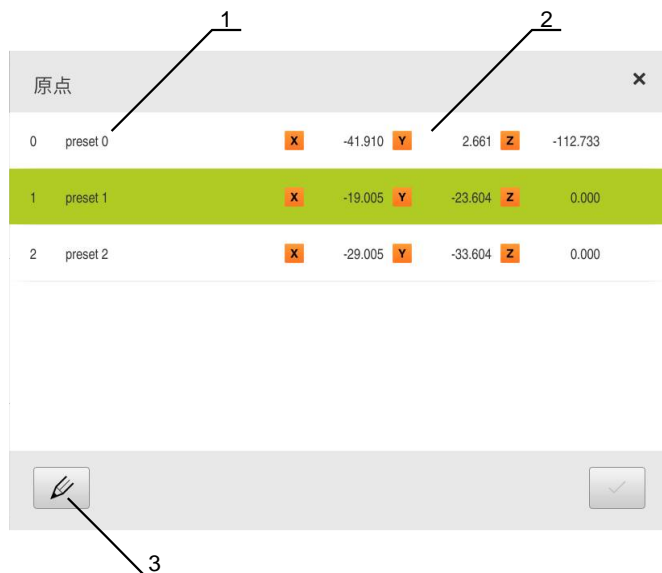 1 2
原点 ×
0 preset 0 X -41.910 Y 2.661 Z -112.733
1 preset 1 X -19.005 Y -23.604 Z 0.000
2 preset 2 X -29.005 Y -33.604 Z 0.000
3